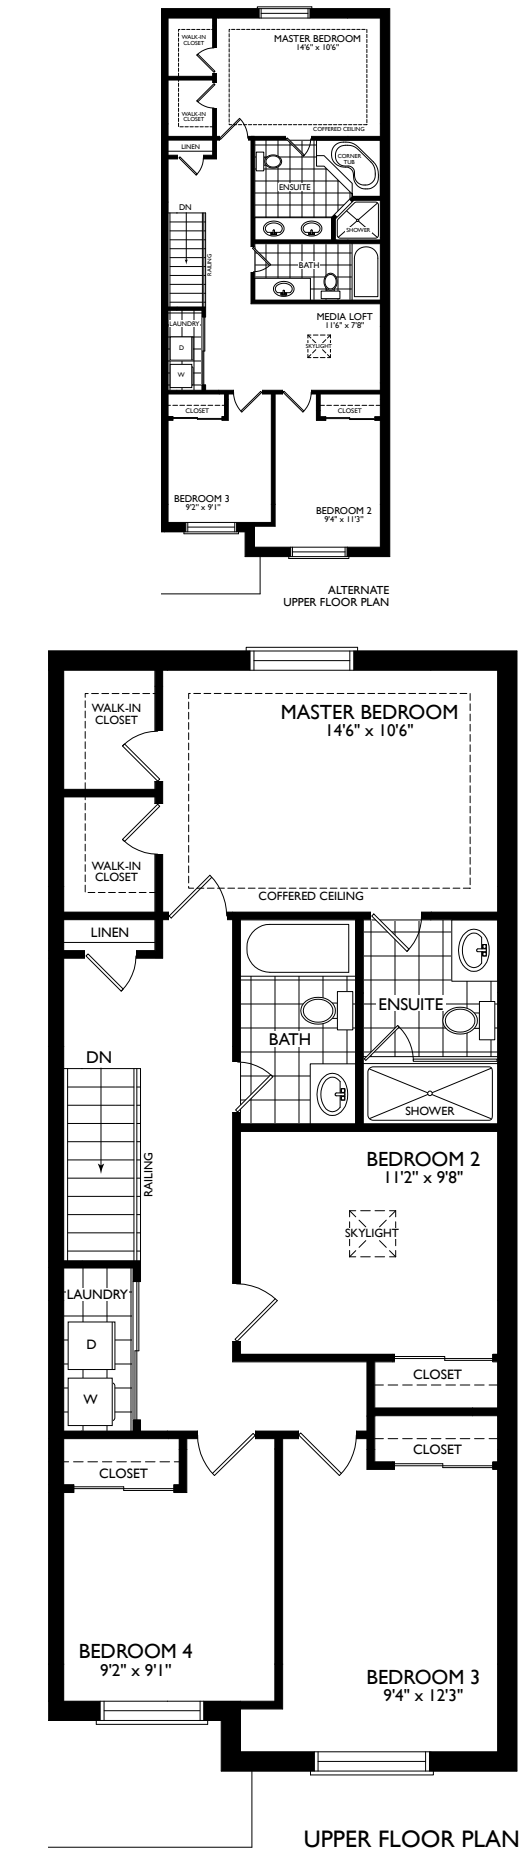 WALK-IN
CLOSET
MASTER BEDROOM
14'6" x 10'6"
WALK-IN
CLOSET
COFFERED CEILING
LINEN
CORNER
TUB
ENSUITE
DN
SHOWER
RAILING
BATH
MEDIA LOFT
11'6" x 7'8"
LAUNDRY
SKYLIGHT
D
W
CLOSET
CLOSET
BEDROOM 3
9'2" x 9'1"
BEDROOM 2
9'4" x 11'3"
ALTERNATE
UPPER FLOOR PLAN
WALK-IN
CLOSET
MASTER BEDROOM
14'6" x 10'6"
WALK-IN
CLOSET
COFFERED CEILING
LINEN
ENSUITE
BATH
DN
SHOWER
RAILING
BEDROOM 2
11'2" x 9'8"
SKYLIGHT
LAUNDRY
D
W
CLOSET
CLOSET
CLOSET
BEDROOM 4
9'2" x 9'1"
BEDROOM 3
9'4" x 12'3"
UPPER FLOOR PLAN